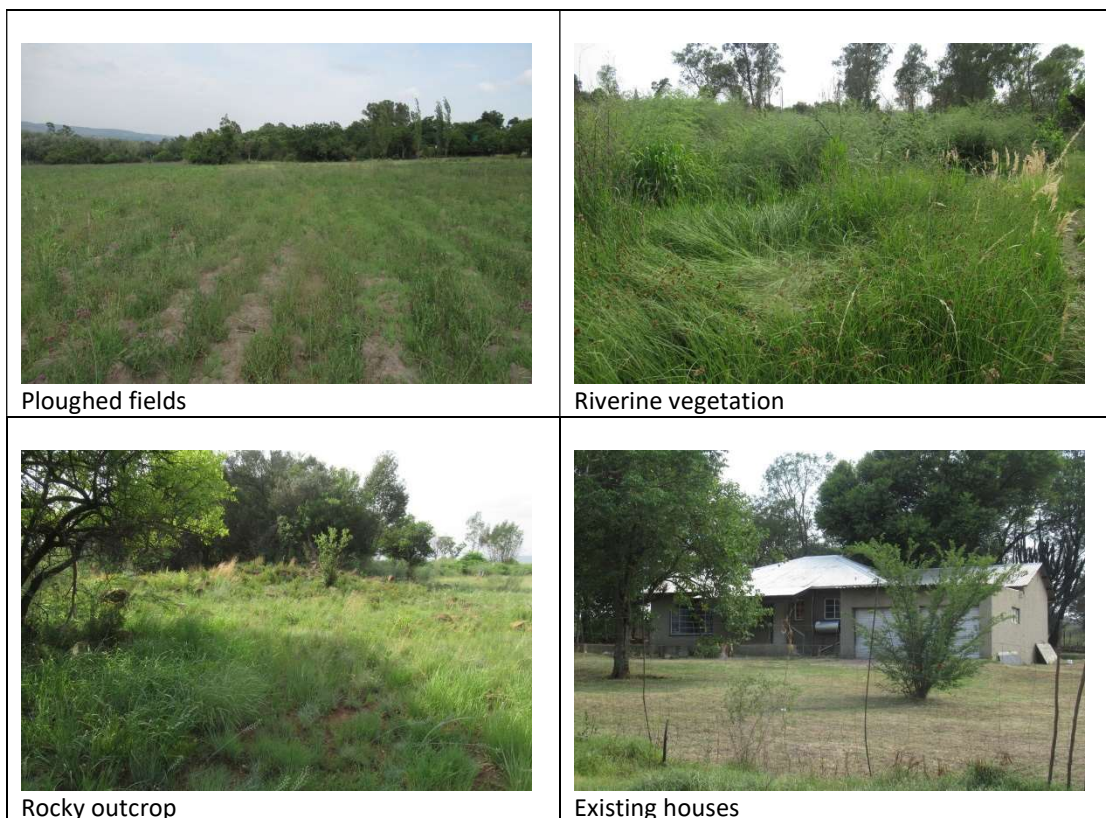 Ploughed fields
Riverine vegetation
Rocky outcrop
Existing houses